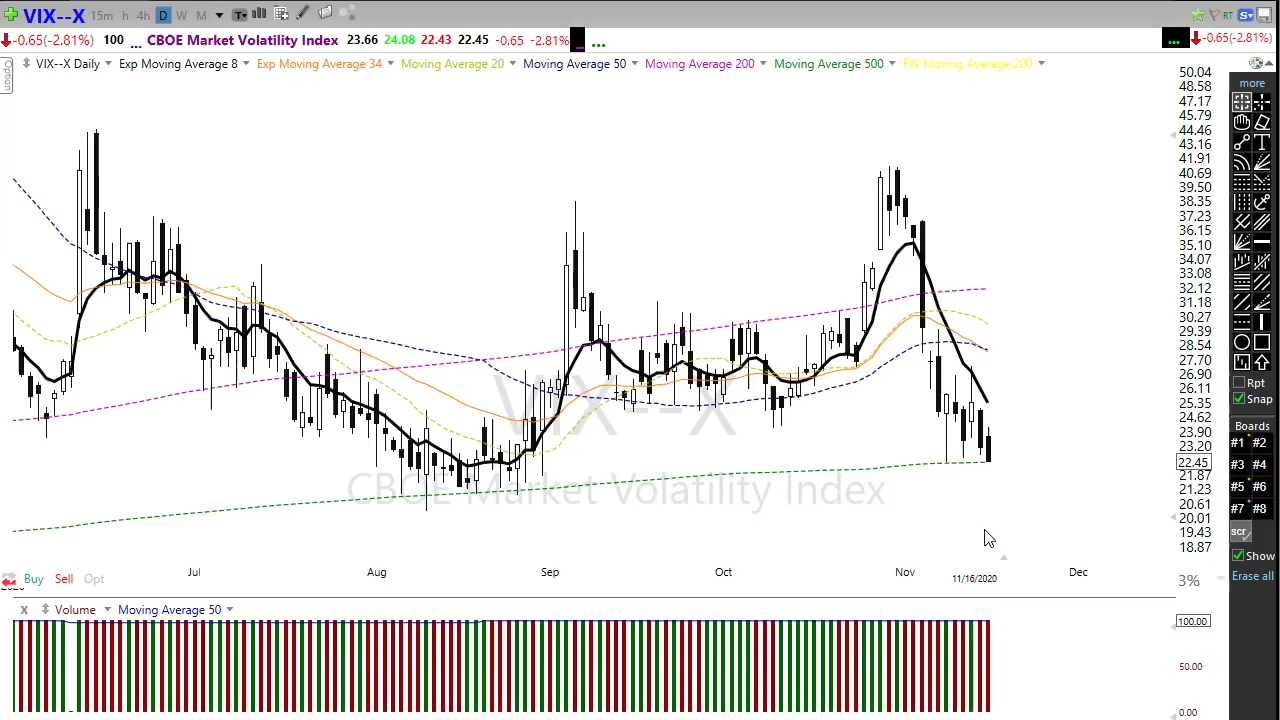 VIX--X 15m h 4h D W M T RT S
-0.65(-2.81%) 100 ... CBOE Market Volatility Index 23.66 24.08 22.43 22.45 -0.65 -2.81% ... ... -0.65(-2.81%)
Option
VIX--X Daily Exp Moving Average 8 Exp Moving Average 34 Moving Average 20 Moving Average 50 Moving Average 200 Moving Average 500 FW Moving Average 200
50.04
48.58
47.17
45.79
44.46
43.16
41.91
40.69
39.50
38.35
37.23
36.15
35.10
34.07
33.08
32.12
31.18
30.27
29.39
28.54
27.70
26.90
26.11
25.35
24.62
23.90
23.20
22.45
21.87
21.23
20.61
20.01
19.43
18.87
VIX--X
CBOE Market Volatility Index
more
T
Rpt
Snap
Boards
#1 #2
#3 #4
#5 #6
#7 #8
scr
Show
Erase all
Jul Aug Sep Oct Nov 11/16/2020 Dec
Buy Sell Opt 3%
X Volume Moving Average 50
100.00
50.00
0.00